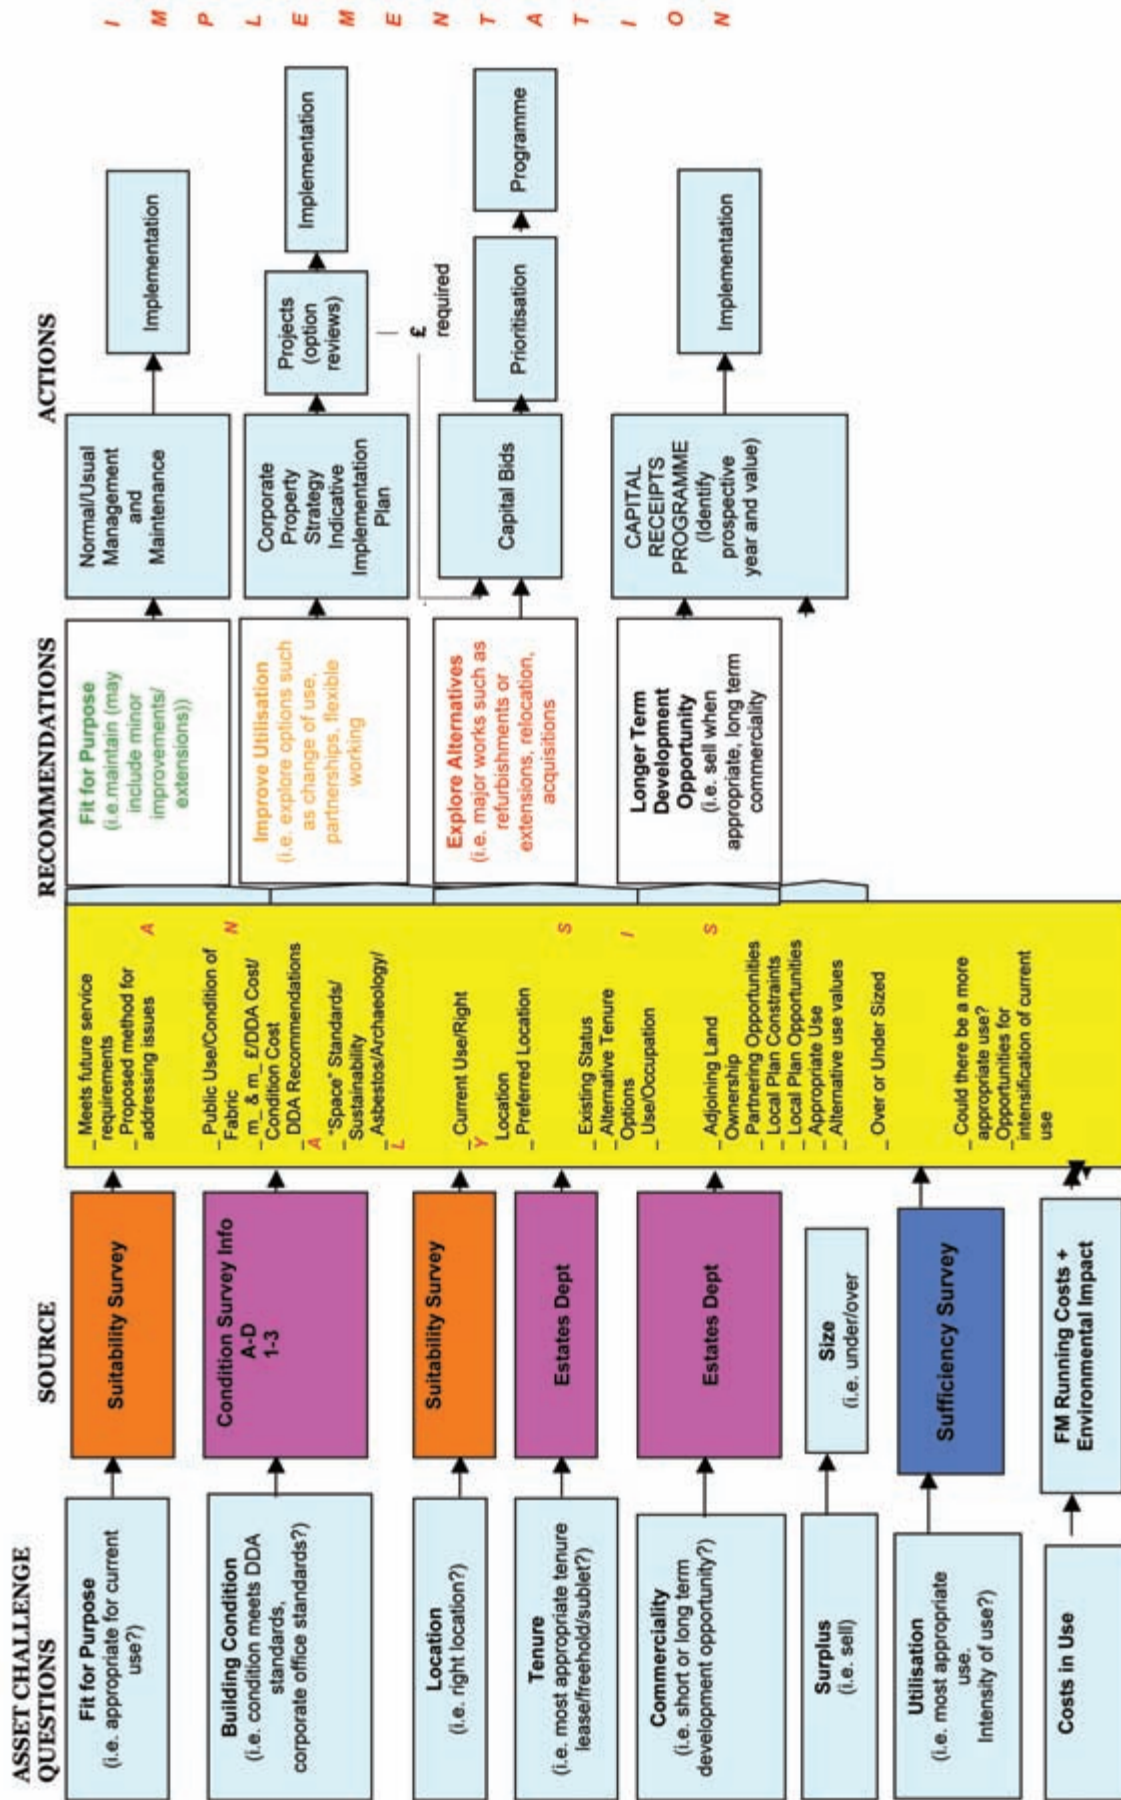 ASSET CHALLENGE
QUESTIONS
Fit for Purpose
(i.e. appropriate for current
use?)
Building Condition
(i.e. condition meets DDA
standards,
corporate office standards?)
Location
(i.e. right location?)
Tenure
(i.e. most appropriate tenure
lease/freehold/sublet?)
Commerciality
(i.e. short or long term
development opportunity?)
Surplus
(i.e. sell)
Utilisation
(i.e. most appropriate
use.
Intensity of use?)
Costs in Use
SOURCE
Suitability Survey
Condition Survey Info
A-D
1-3
Suitability Survey
Estates Dept
Estates Dept
Size
(i.e. under/over
Sufficiency Survey
FM Running Costs +
Environmental Impact
_ Meets future service
requirements
_ Proposed method for
addressing issues
A
_ Public Use/Condition of
Fabric
N
_ m_ & m_ £/DDA Cost/
Condition Cost
_ DDA Recommendations
A
_ "Space" Standards/
Sustainability
_ Asbestos/Archaeology/
L
_ Current Use/Right
Y
Location
_ Preferred Location
S
_ Existing Status
_ Alternative Tenure
Options
I
_ Use/Occupation
S
_ Adjoining Land
Ownership
_ Partnering Opportunities
_ Local Plan Constraints
_ Local Plan Opportunities
_ Appropriate Use
_ Alternative use values
_ Over or Under Sized
_ Could there be a more
appropriate use?
_ Opportunities for
intensification of current
use
RECOMMENDATIONS
Fit for Purpose
(i.e.maintain (may
include minor
improvements/
extensions))
Improve Utilisation
(i.e. explore options such
as change of use,
partnerships, flexible
working
Explore Alternatives
(i.e. major works such as
refurbishments or
extensions, relocation,
acquisitions
Longer Term
Development
Opportunity
(i.e. sell when
appropriate, long term
commerciality
ACTIONS
Normal/Usual
Management
and
Maintenance
Implementation
Corporate
Property
Strategy
Indicative
Implementation
Plan
Projects
(option
reviews)
Implementation
£
required
Capital Bids
Prioritisation
Programme
CAPITAL
RECEIPTS
PROGRAMME
(Identify
prospective
year and value)
Implementation
I M P L E M E N T A T I O N